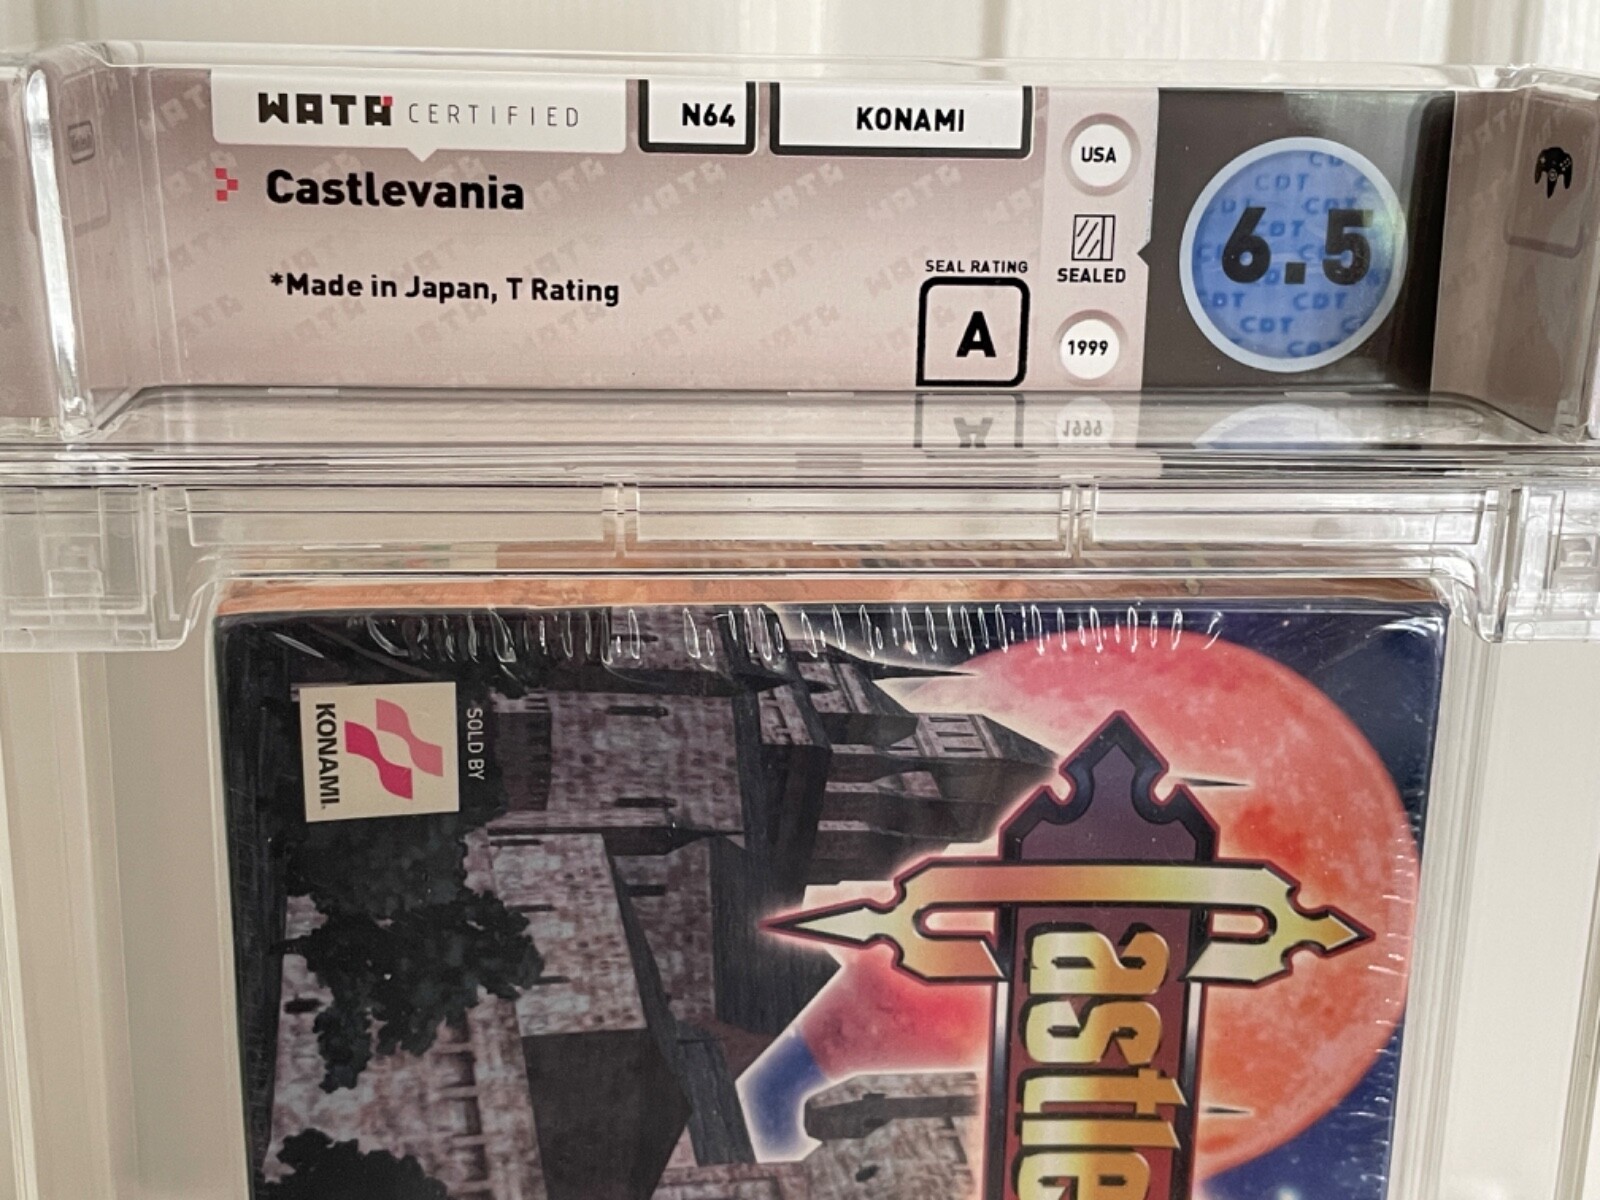 WATA CERTIFIED
N64
KONAMI
Castlevania
*Made in Japan, T Rating
SEAL RATING
A
USA
SEALED
1999
6.5
CDT
SOLD BY
KONAMI
astle